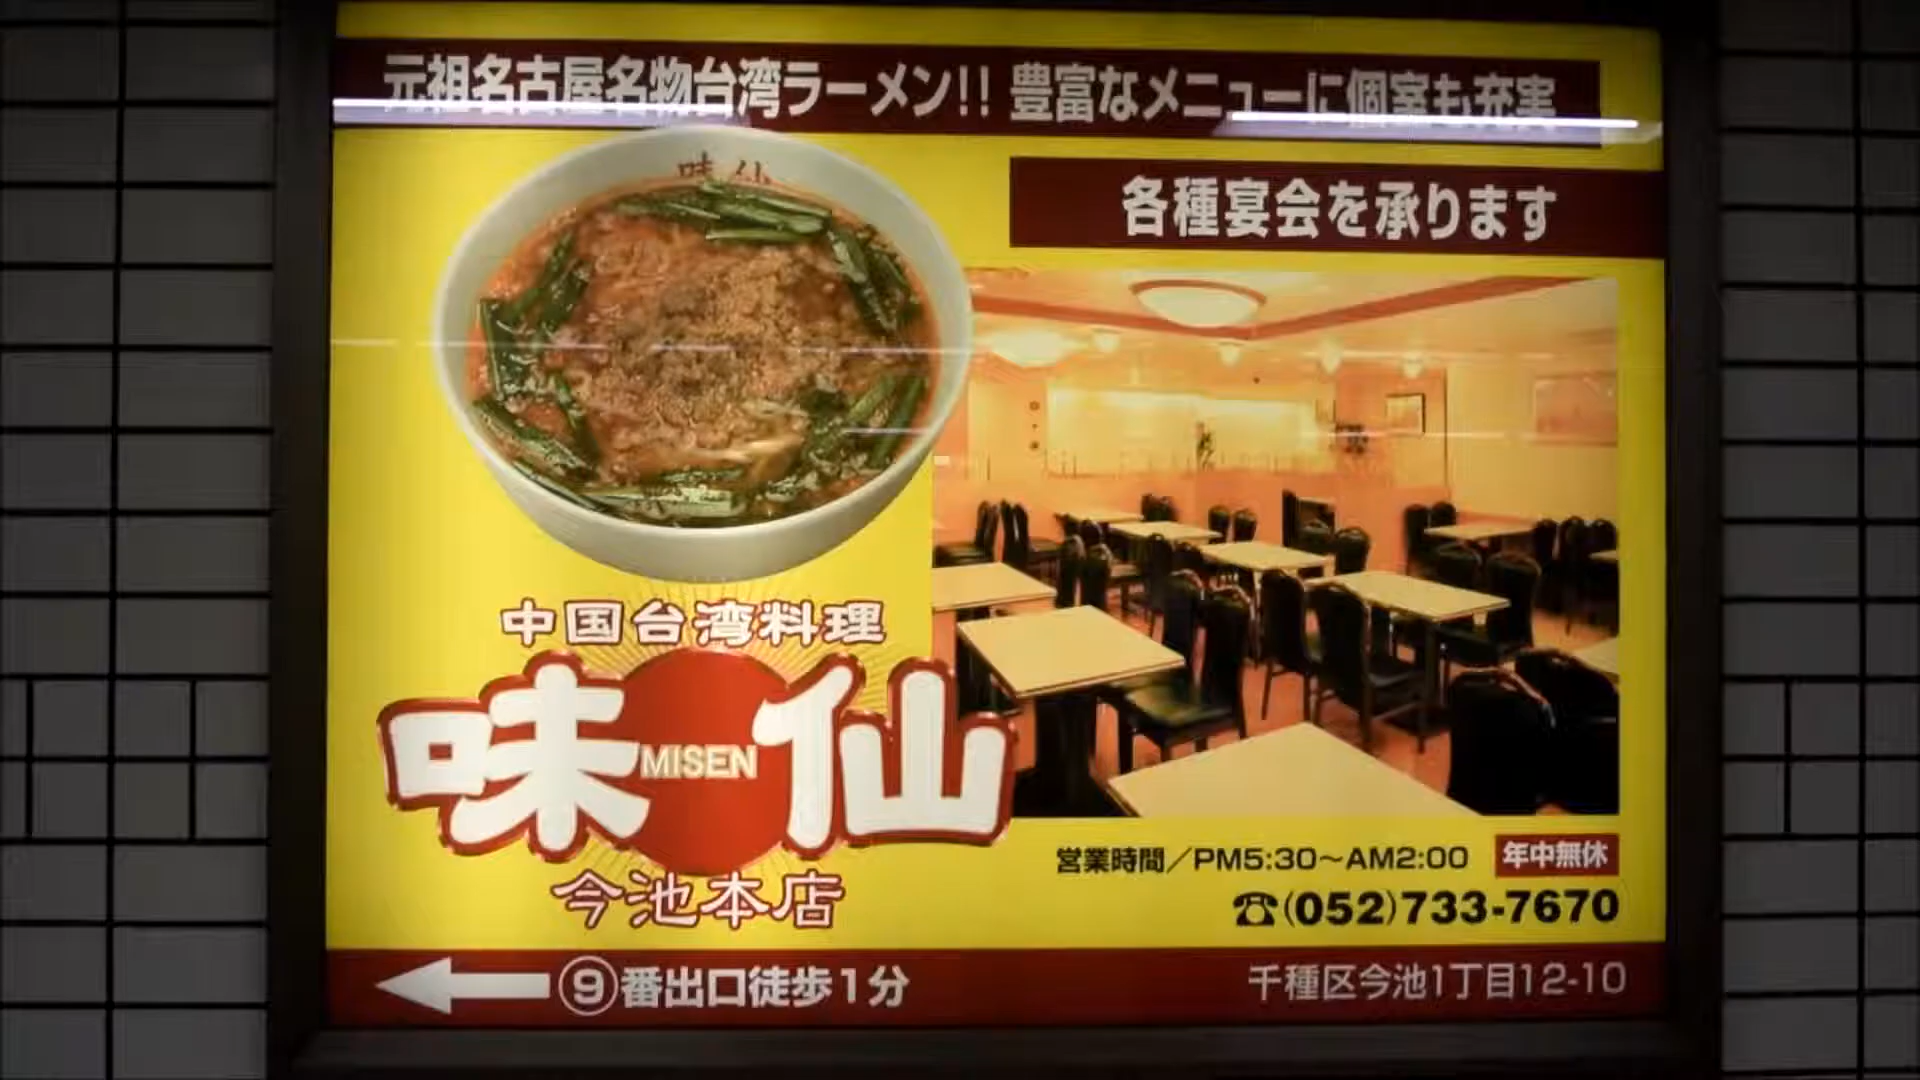 元祖名古屋名物台湾ラーメン!! 豊富なメニューに個室も充実
味仙
各種宴会を承ります
中国台湾料理
味仙
MISEN
今池本店
営業時間／PM5:30～AM2:00 年中無休
☎(052)733-7670
←⑨番出口徒歩1分
千種区今池1丁目12-10